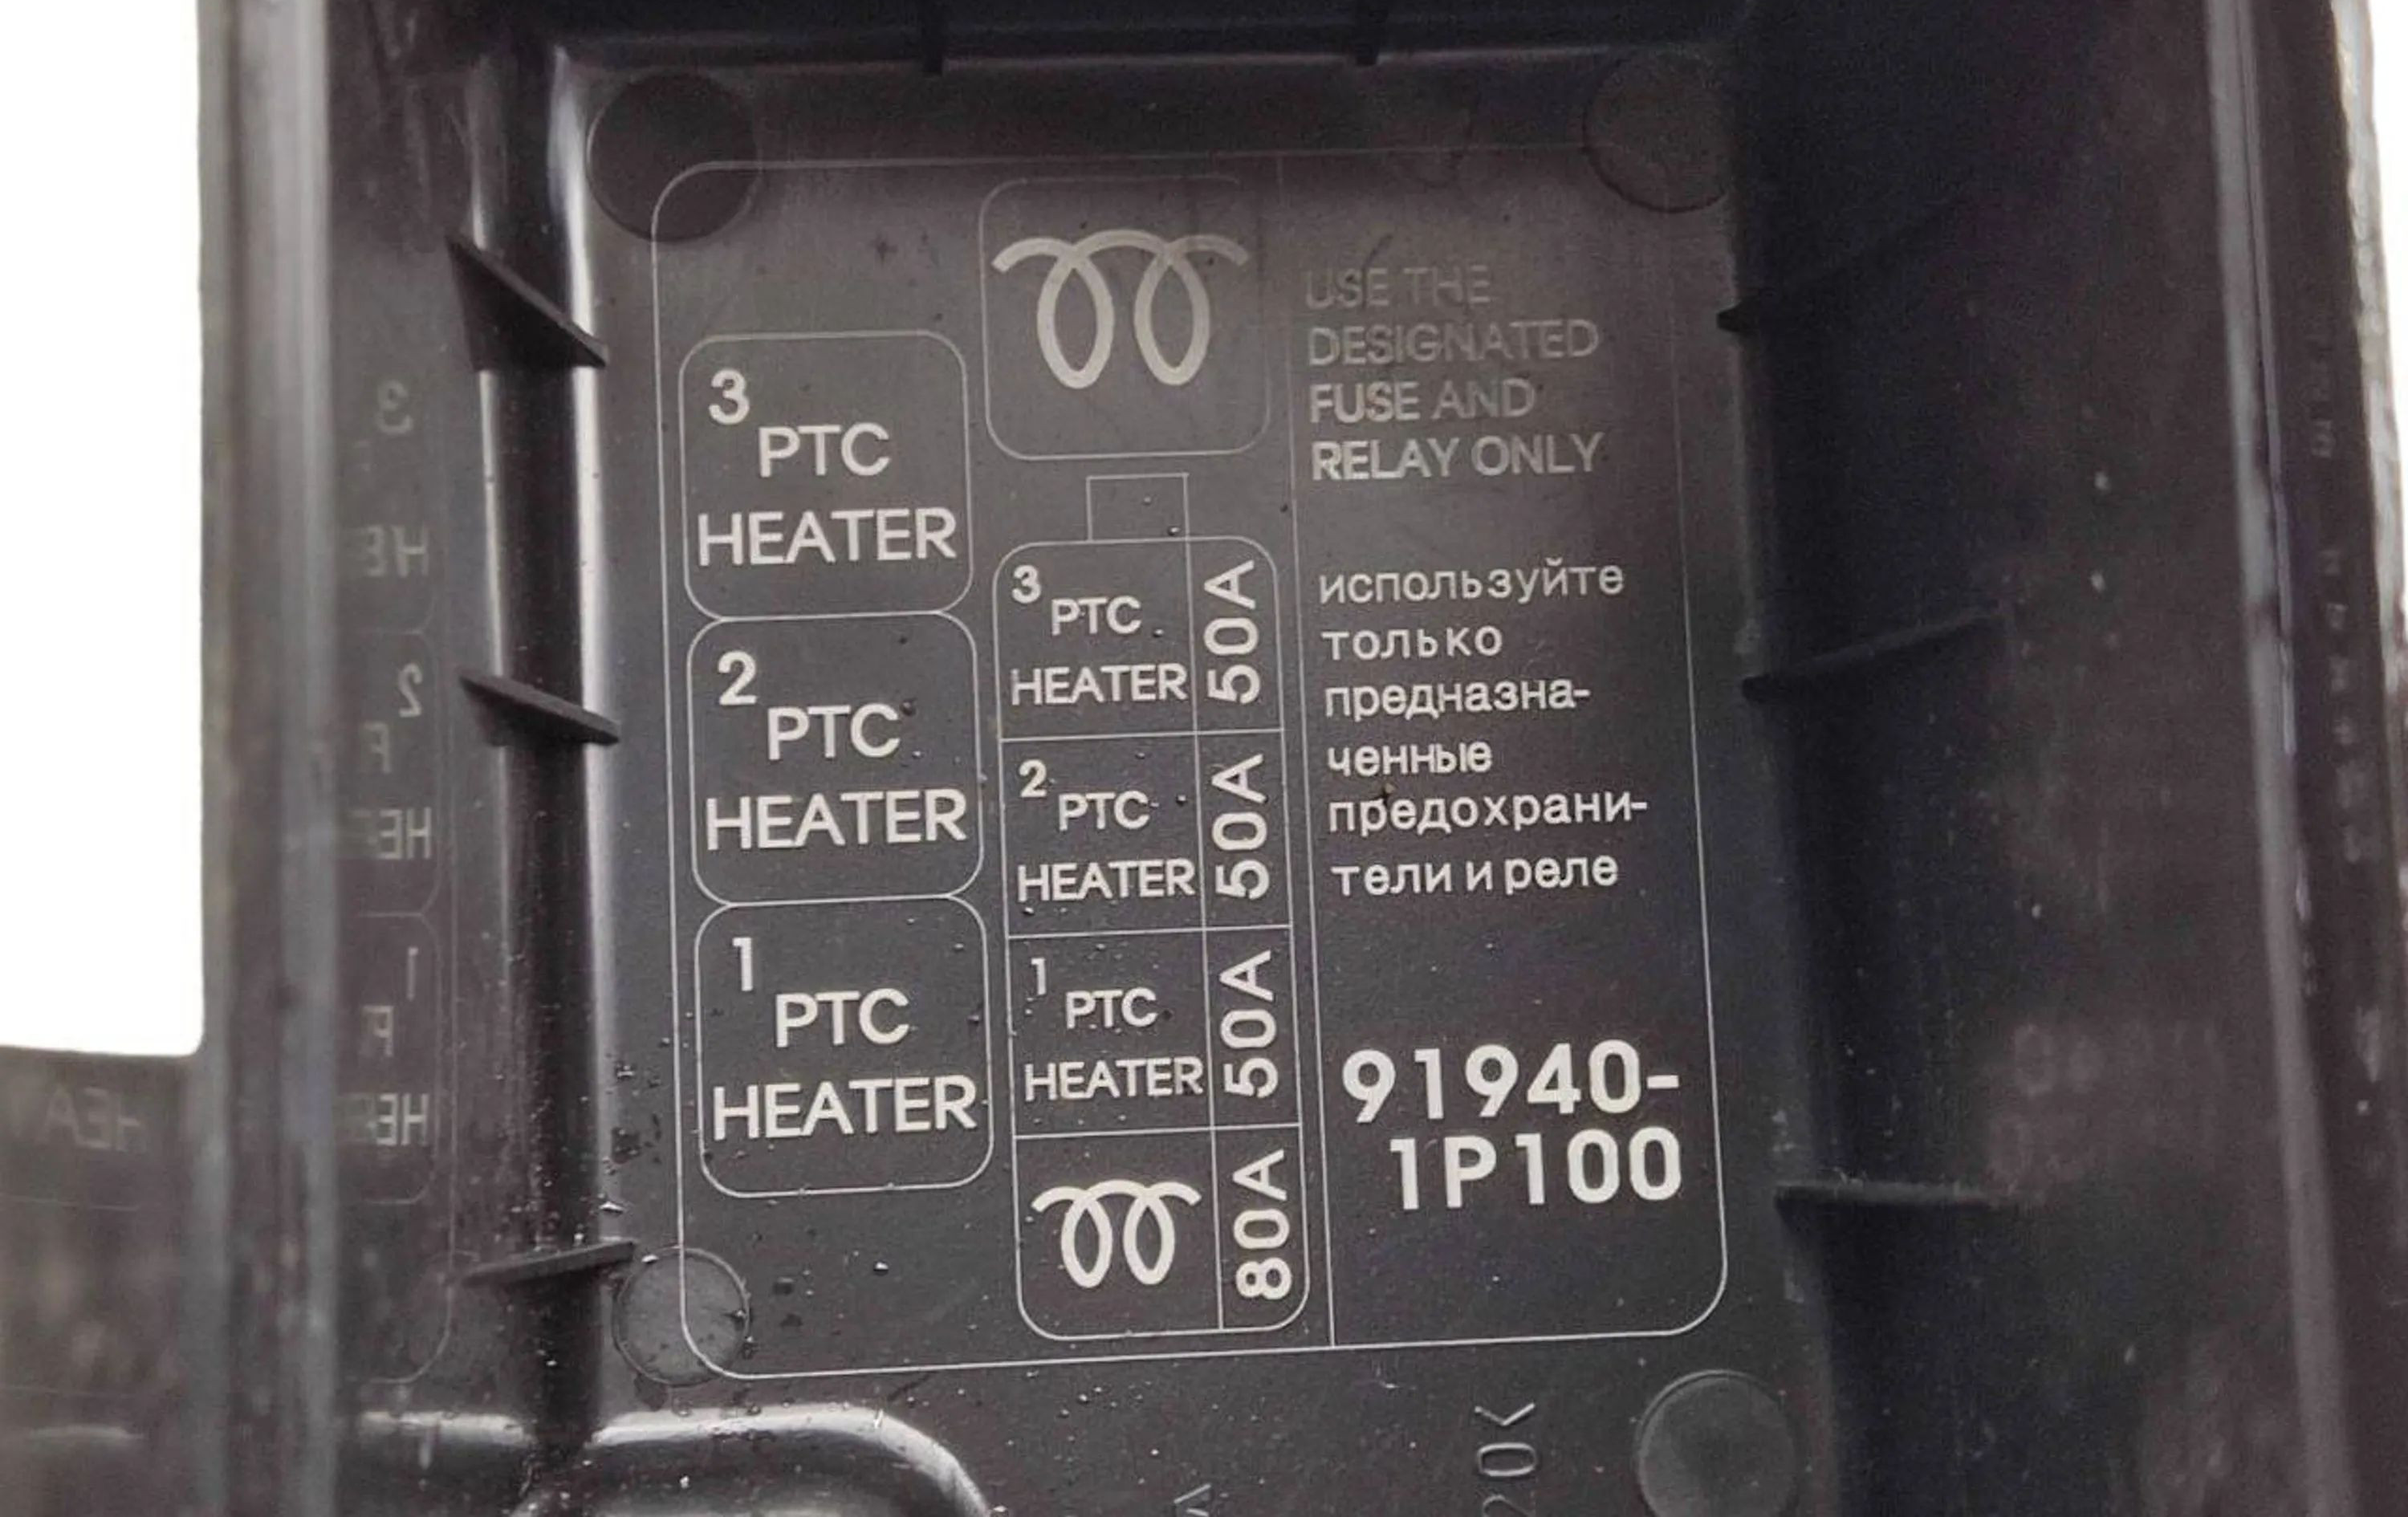 3
PTC
HEATER
2
PTC
HEATER
1
PTC
HEATER
3
PTC
HEATER
50A
2
PTC
HEATER
50A
1
PTC
HEATER
50A
80A
USE THE
DESIGNATED
FUSE AND
RELAY ONLY
используйте
только
предназна-
ченные
предохрани-
тели и реле
91940-
1P100